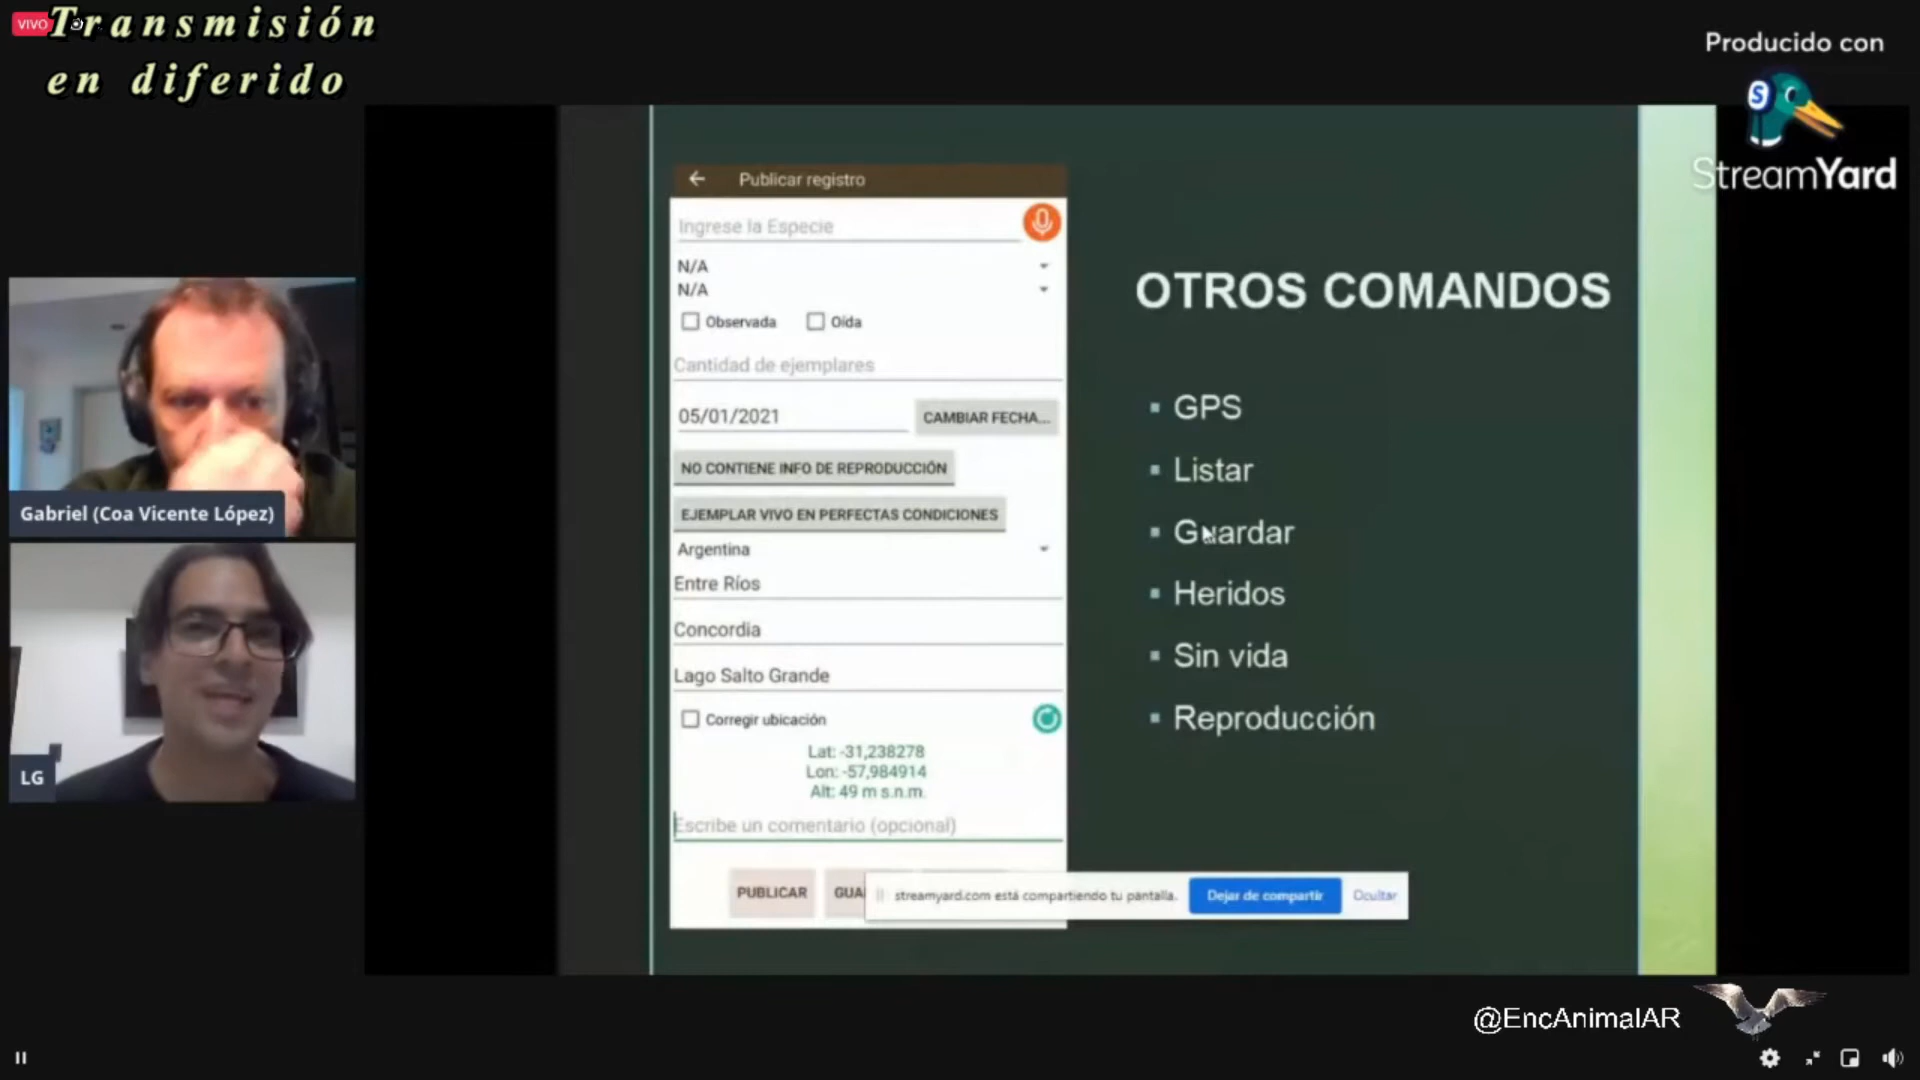 VIVO
Transmisión
en diferido
Producido con
StreamYard
Publicar registro
Ingrese la Especie
N/A
N/A
Observada
Oída
Cantidad de ejemplares
05/01/2021
CAMBIAR FECHA...
NO CONTIENE INFO DE REPRODUCCIÓN
EJEMPLAR VIVO EN PERFECTAS CONDICIONES
Argentina
Entre Ríos
Concordia
Lago Salto Grande
Corregir ubicación
Lat: -31,238278
Lon: -57,984914
Alt: 49 m s.n.m.
Escribe un comentario (opcional)
PUBLICAR
GUA
streamyard.com está compartiendo tu pantalla.
Dejar de compartir
Ocultar
OTROS COMANDOS
GPS
Listar
Guardar
Heridos
Sin vida
Reproducción
Gabriel (Coa Vicente López)
LG
@EncAnimalAR